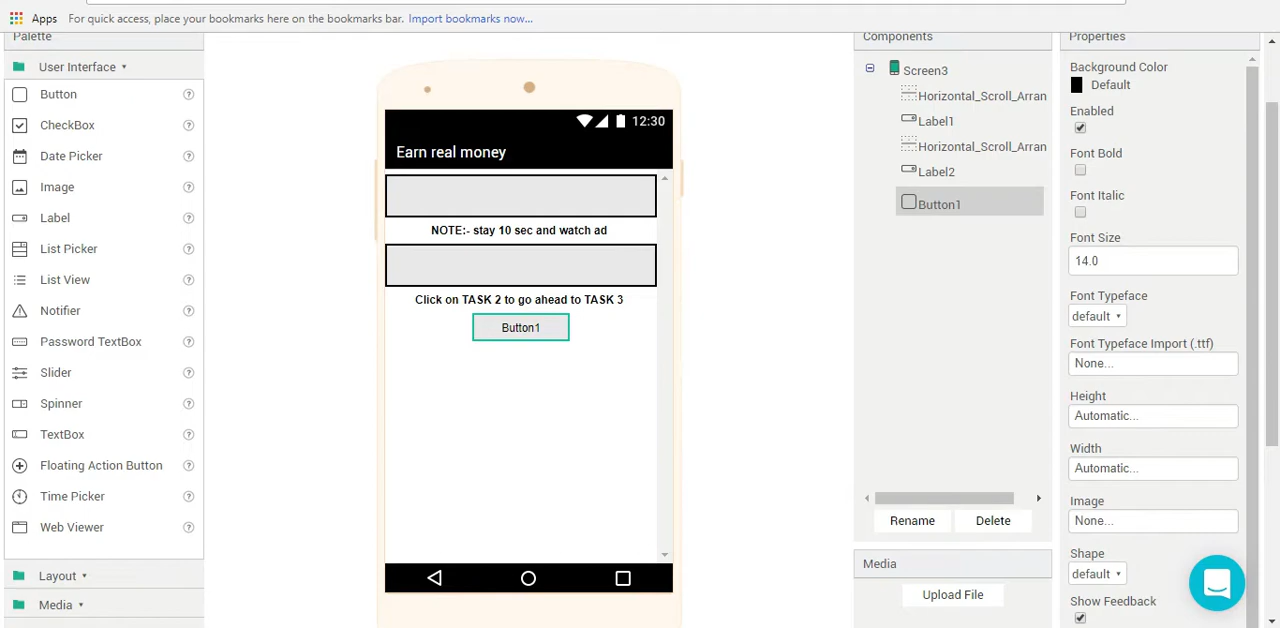 Apps For quick access, place your bookmarks here on the bookmarks bar. Import bookmarks now...
Palette
User Interface
Button
CheckBox
Date Picker
Image
Label
List Picker
List View
Notifier
Password TextBox
Slider
Spinner
TextBox
Floating Action Button
Time Picker
Web Viewer
Layout
Media
12:30
Earn real money
NOTE:- stay 10 sec and watch ad
Click on TASK 2 to go ahead to TASK 3
Button1
Components
Screen3
Horizontal_Scroll_Arran
Label1
Horizontal_Scroll_Arran
Label2
Button1
Rename Delete
Media
Upload File
Properties
Background Color
Default
Enabled
Font Bold
Font Italic
Font Size
14.0
Font Typeface
default
Font Typeface Import (.ttf)
None...
Height
Automatic...
Width
Automatic...
Image
None...
Shape
default
Show Feedback